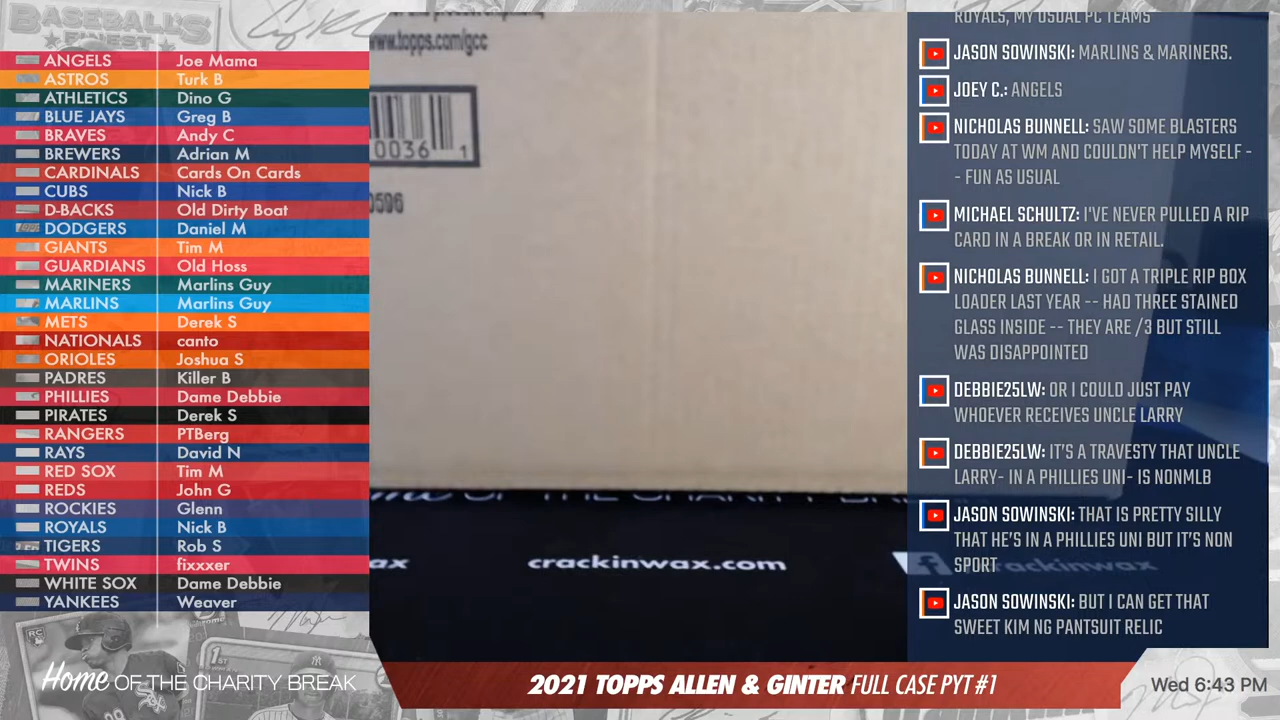 BASEBALL'S
FINEST
ANGELS Joe Mama
ASTROS Turk B
ATHLETICS Dino G
BLUE JAYS Greg B
BRAVES Andy C
BREWERS Adrian M
CARDINALS Cards On Cards
CUBS Nick B
D-BACKS Old Dirty Boat
DODGERS Daniel M
GIANTS Tim M
GUARDIANS Old Hoss
MARINERS Marlins Guy
MARLINS Marlins Guy
METS Derek S
NATIONALS canto
ORIOLES Joshua S
PADRES Killer B
PHILLIES Dame Debbie
PIRATES Derek S
RANGERS PTBerg
RAYS David N
RED SOX Tim M
REDS John G
ROCKIES Glenn
ROYALS Nick B
TIGERS Rob S
TWINS fixxxer
WHITE SOX Dame Debbie
YANKEES Weaver
RC
1st
Home OF THE CHARITY BREAK
www.topps.com/gcc
0036 1
0596
Home OF THE CHARITY
ax crackinwax.com f crackinwax
ROYALS, MY USUAL PC TEAMS
JASON SOWINSKI: MARLINS & MARINERS.
JOEY C.: ANGELS
NICHOLAS BUNNELL: SAW SOME BLASTERS
TODAY AT WM AND COULDN'T HELP MYSELF -
- FUN AS USUAL
MICHAEL SCHULTZ: I'VE NEVER PULLED A RIP
CARD IN A BREAK OR IN RETAIL.
NICHOLAS BUNNELL: I GOT A TRIPLE RIP BOX
LOADER LAST YEAR -- HAD THREE STAINED
GLASS INSIDE -- THEY ARE /3 BUT STILL
WAS DISAPPOINTED
DEBBIE25LW: OR I COULD JUST PAY
WHOEVER RECEIVES UNCLE LARRY
DEBBIE25LW: IT'S A TRAVESTY THAT UNCLE
LARRY- IN A PHILLIES UNI- IS NONMLB
JASON SOWINSKI: THAT IS PRETTY SILLY
THAT HE'S IN A PHILLIES UNI BUT IT'S NON
SPORT
JASON SOWINSKI: BUT I CAN GET THAT
SWEET KIM NG PANTSUIT RELIC
2021 TOPPS ALLEN & GINTER FULL CASE PYT #1
Wed 6:43 PM